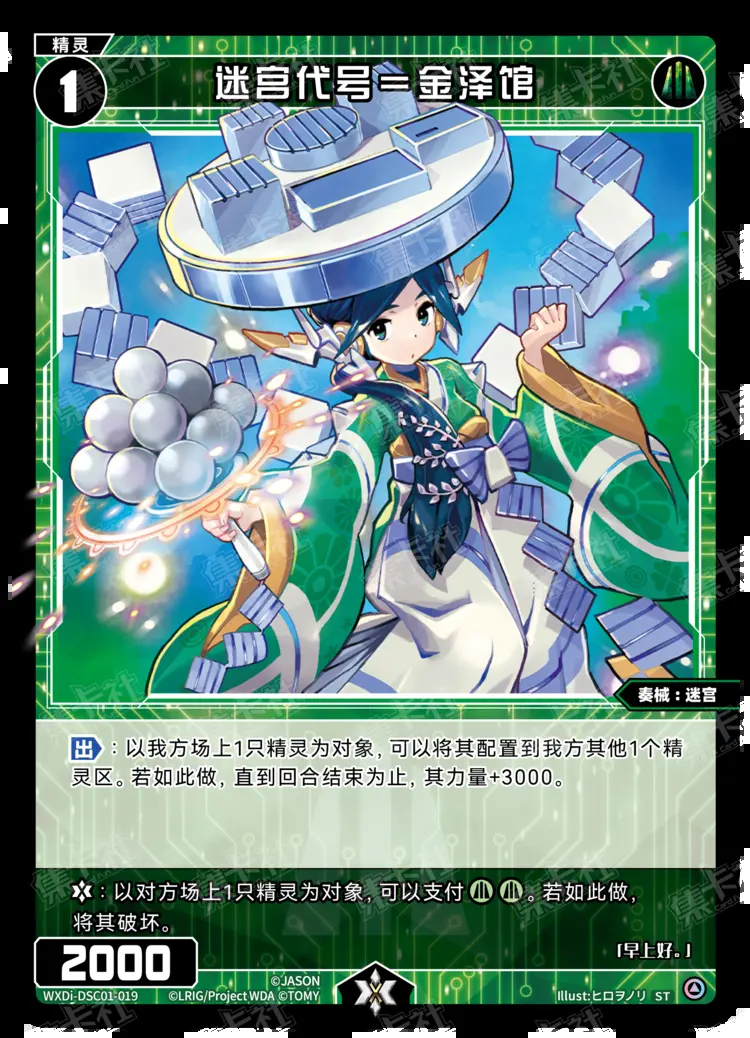 精灵
1
迷宫代号=金泽馆
奏械:迷宫
出:以我方场上1只精灵为对象, 可以将其配置到我方其他1个精
灵区。若如此做, 直到回合结束为止, 其力量+3000。
:以对方场上1只精灵为对象, 可以支付 。若如此做,
将其破坏。
「早上好。」
2000
©JASON
WXDi-DSC01-019 ©LRIG/Project WDA ©TOMY
Illust:ヒロヲノリ ST
集卡社